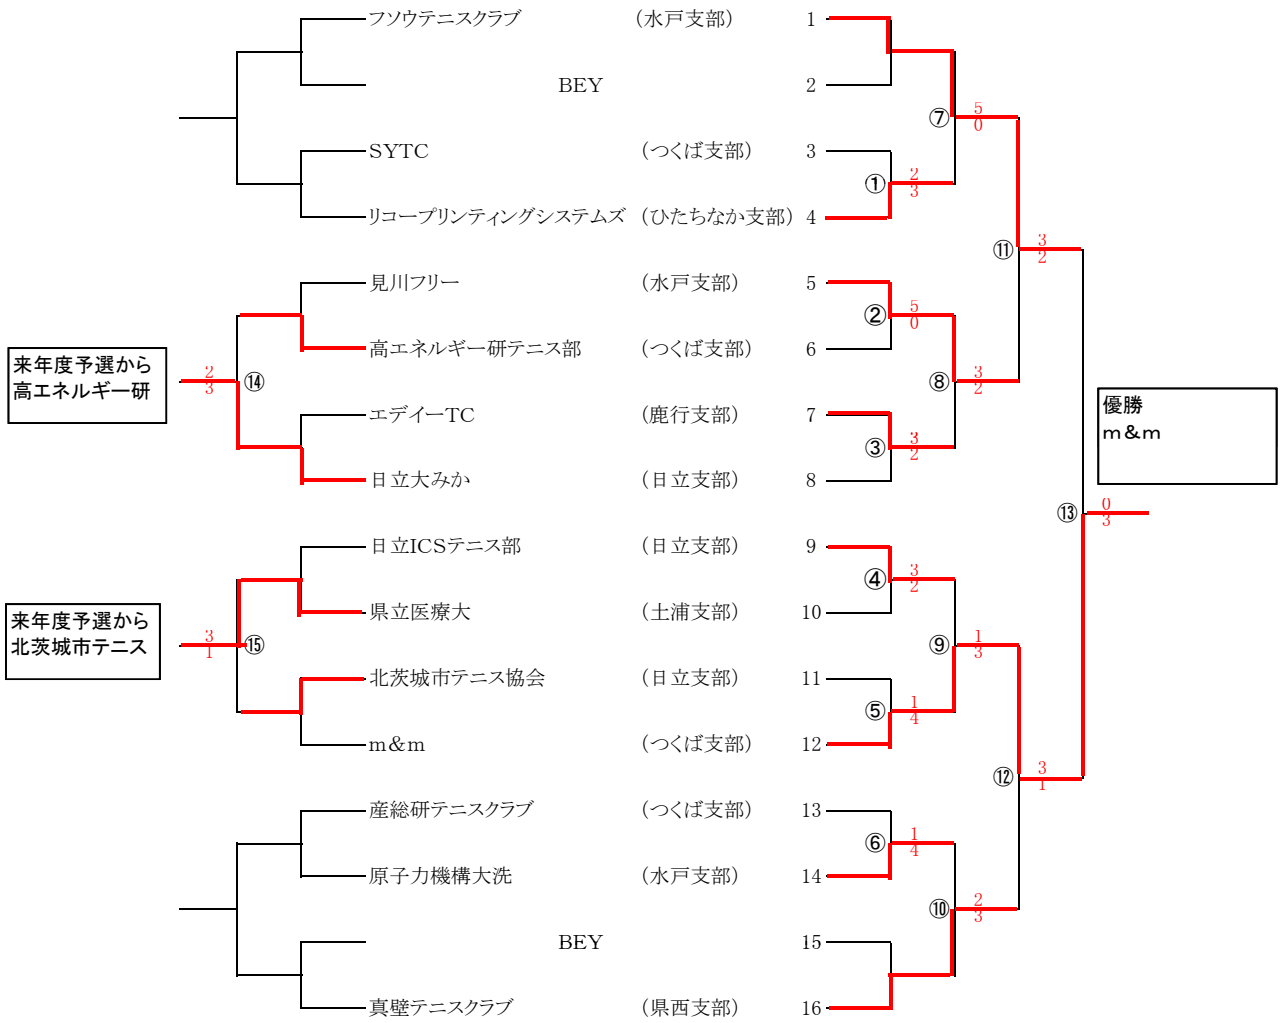 フソウテニスクラブ (水戸支部) 1
BEY 2
⑦ 5
0
SYTC (つくば支部) 3
① 2
3
リコープリンティングシステムズ (ひたちなか支部) 4
⑪ 3
2
見川フリー (水戸支部) 5
② 5
0
高エネルギー研テニス部 (つくば支部) 6
来年度予選から
高エネルギー研
2
3
⑭
⑧ 3
2
エデイーTC (鹿行支部) 7
③ 3
2
日立大みか (日立支部) 8
優勝
m&m
⑬ 0
3
日立ICSテニス部 (日立支部) 9
④ 3
2
県立医療大 (土浦支部) 10
来年度予選から
北茨城市テニス
3
1
⑮
⑨ 1
3
北茨城市テニス協会 (日立支部) 11
⑤ 1
4
m&m (つくば支部) 12
⑫ 3
1
産総研テニスクラブ (つくば支部) 13
⑥ 1
4
原子力機構大洗 (水戸支部) 14
⑩ 2
3
BEY 15
真壁テニスクラブ (県西支部) 16